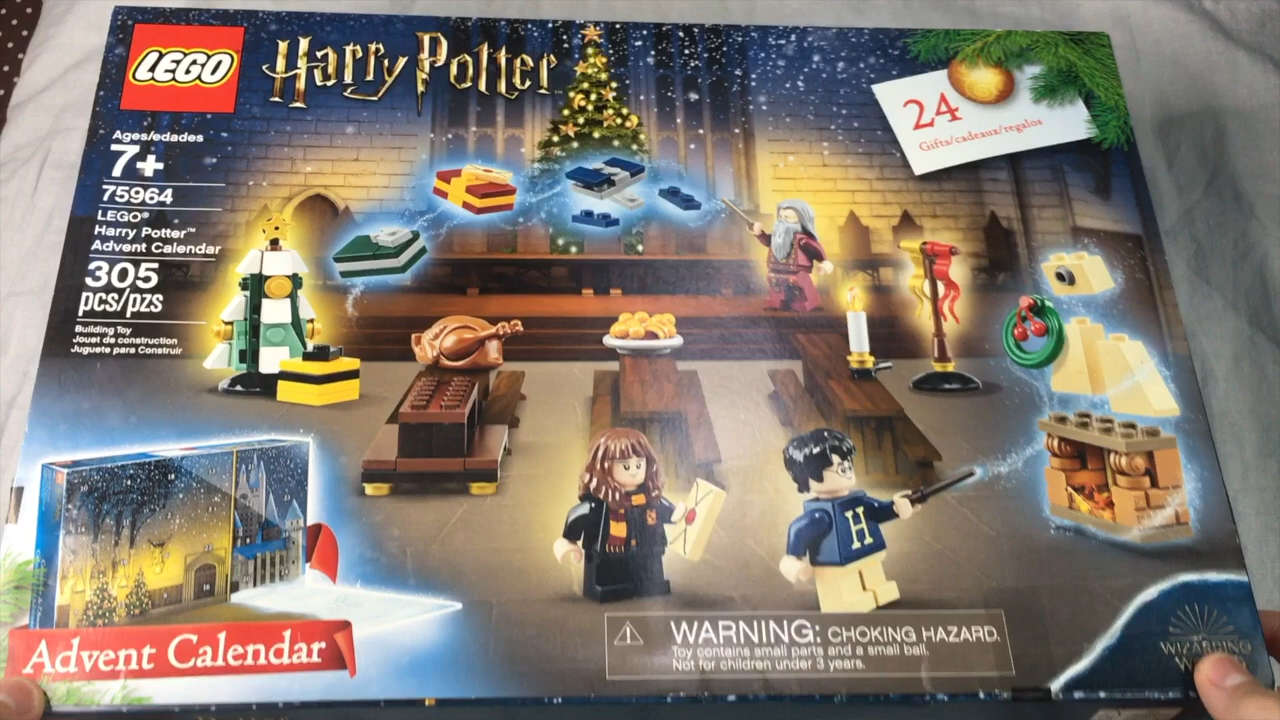 LEGO
Harry Potter™
24
Gifts/cadeaux/regalos
Ages/edades
7+
75964
LEGO®
Harry Potter™
Advent Calendar
305
pcs/pzs
Building Toy
Jouet de construction
Juguete para Construir
H
Advent Calendar
WARNING: CHOKING HAZARD.
Toy contains small parts and a small ball.
Not for children under 3 years.
WIZARDING